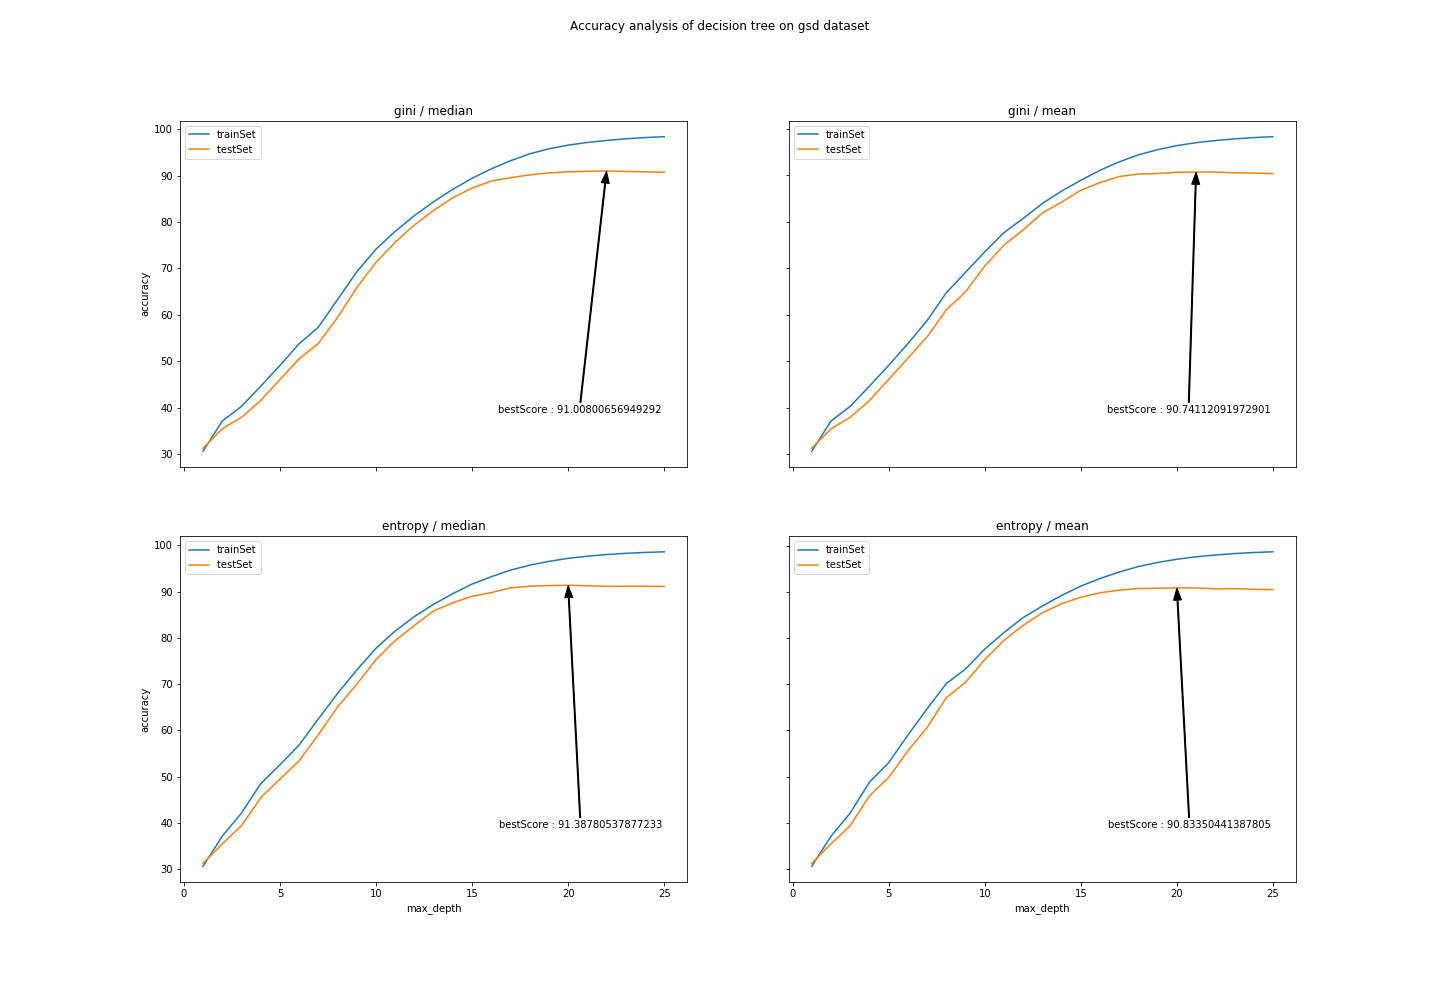 Accuracy analysis of decision tree on gsd dataset
gini / median
trainSet
testSet
100
90
80
70
60
50
40
30
accuracy
bestScore : 91.00800656949292
gini / mean
trainSet
testSet
bestScore : 90.74112091972901
entropy / median
trainSet
testSet
100
90
80
70
60
50
40
30
accuracy
bestScore : 91.38780537877233
0 5 10 15 20 25
max_depth
entropy / mean
trainSet
testSet
bestScore : 90.83350441387805
0 5 10 15 20 25
max_depth